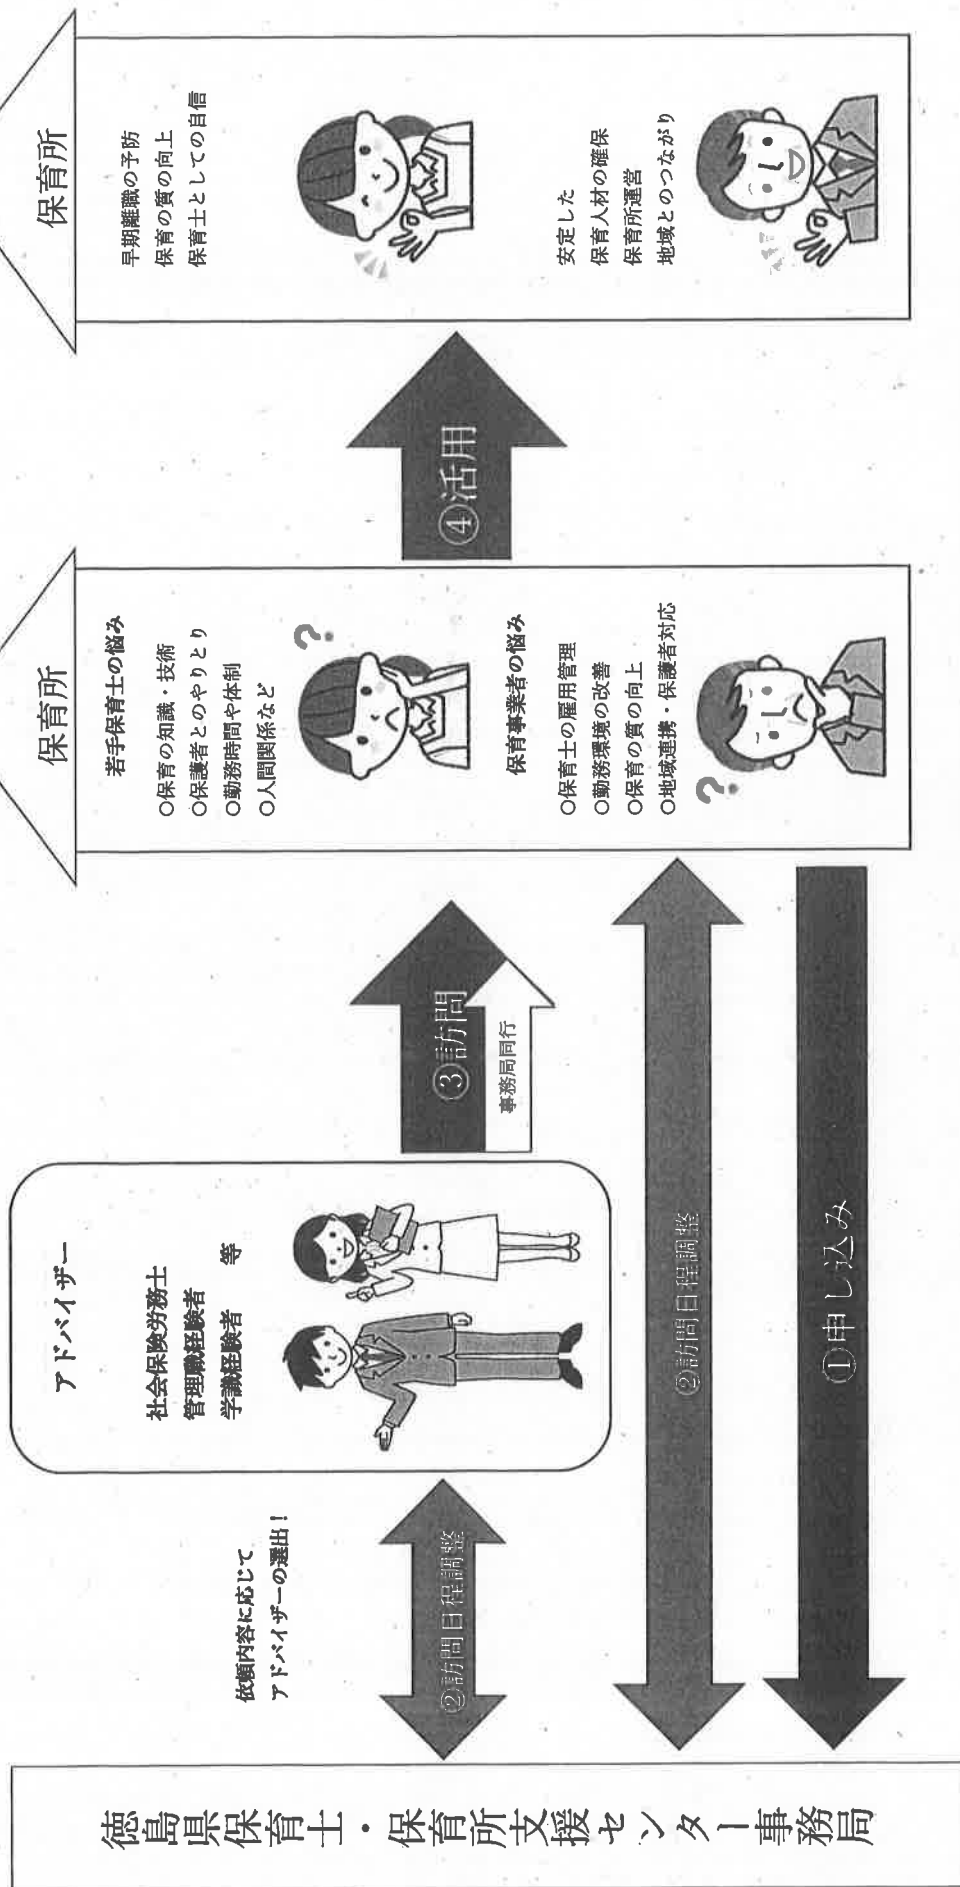 徳島県保育士・保育所支援センター事務局
依頼内容に応じて
アドバイザーの選出！
②訪問日程調整
②訪問日程調整
①申し込み
アドバイザー
社会保険労務士
管理職経験者
学識経験者　等
③訪問
事務局同行
保育所
若手保育士の悩み
○保育の知識・技術
○保護者とのやりとり
○勤務時間や体制
○人間関係など
?
保育事業者の悩み
○保育士の雇用管理
○勤務環境の改善
○保育の質の向上
○地域連携・保護者対応
?
④活用
保育所
早期離職の予防
保育の質の向上
保育士としての自信
安定した
保育人材の確保
保育所運営
地域とのつながり